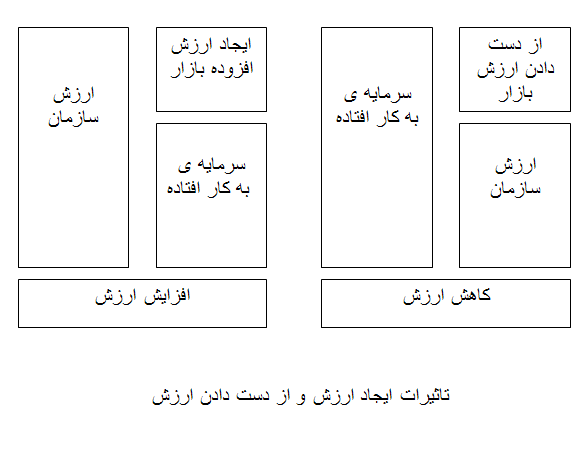 از دست
دادن ارزش
بازار
سرمایه ی
به کار افتاده
ارزش
سازمان
کاهش ارزش
ایجاد ارزش
افزوده بازار
ارزش
سازمان
سرمایه ی
به کار افتاده
افزایش ارزش
تاثیرات ایجاد ارزش و از دست دادن ارزش